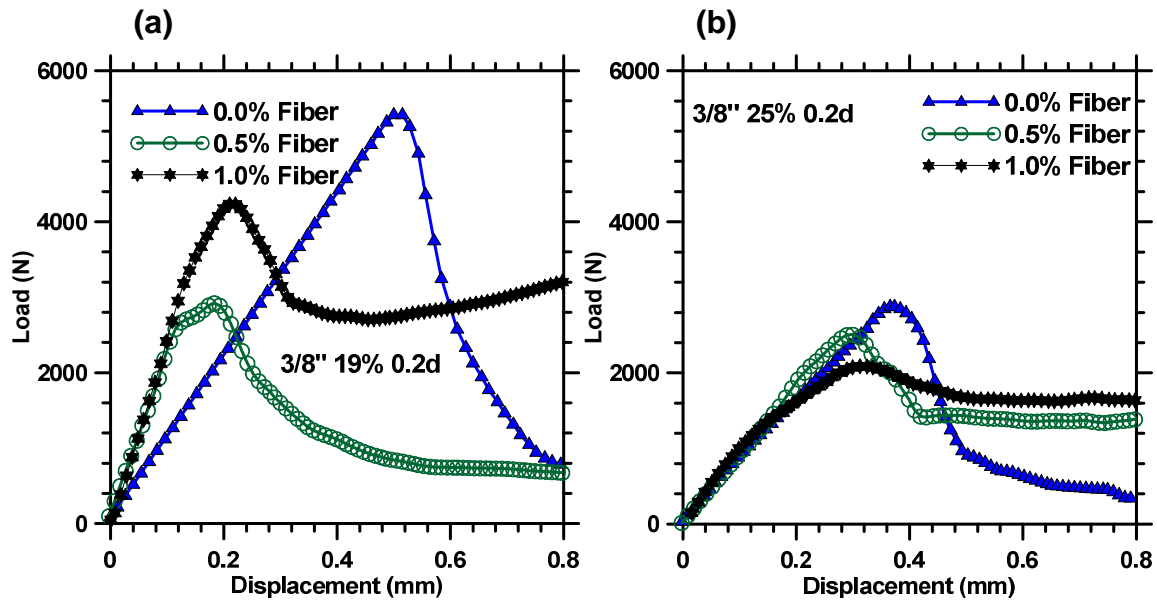 (a)
6000
4000
2000
0
Load (N)
0.0% Fiber
0.5% Fiber
1.0% Fiber
3/8" 19% 0.2d
0
0.2
0.4
0.6
0.8
Displacement (mm)
(b)
6000
4000
2000
0
Load (N)
3/8" 25% 0.2d
0.0% Fiber
0.5% Fiber
1.0% Fiber
0
0.2
0.4
0.6
0.8
Displacement (mm)